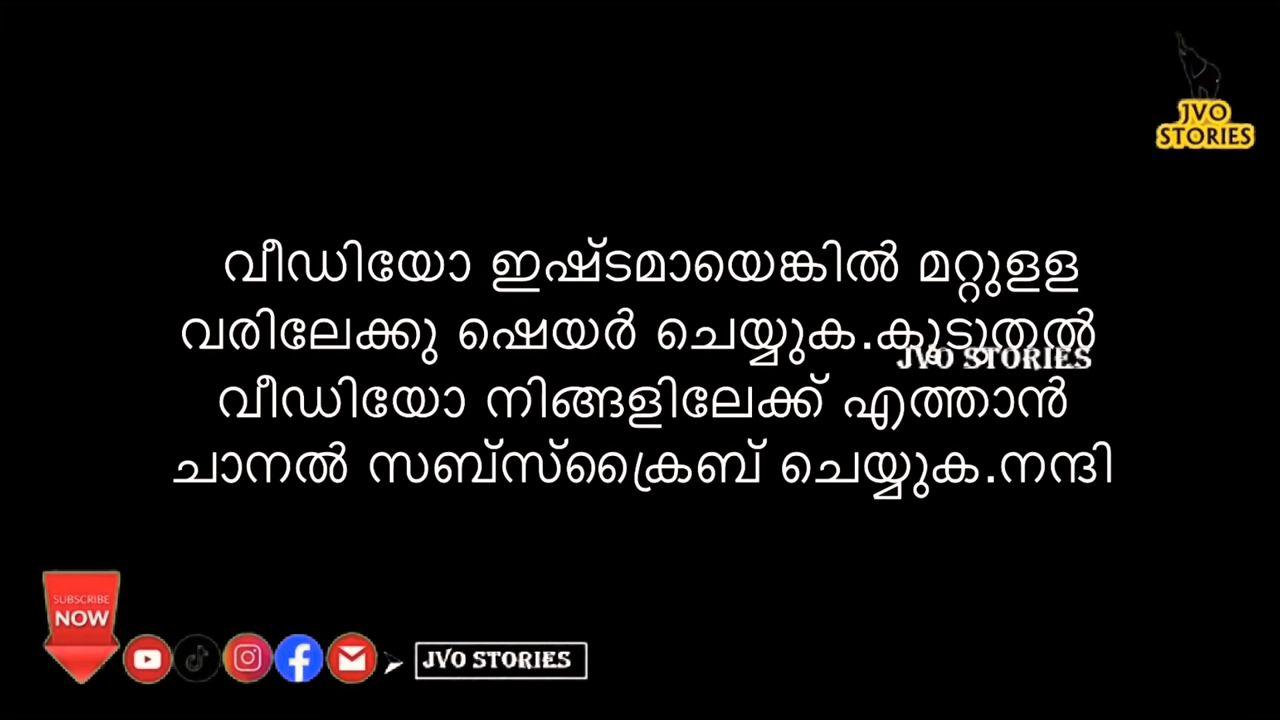 JVO
STORIES
വീഡിയോ ഇഷ്ടമായെങ്കിൽ മറ്റുളള
വരിലേക്കു ഷെയർ ചെയ്യുക.കൂടുതൽ
JVO STORIES
വീഡിയോ നിങ്ങളിലേക്ക് എത്താൻ
ചാനൽ സബ്സ്ക്രൈബ് ചെയ്യുക.നന്ദി
SUBSCRIBE
NOW
JVO STORIES